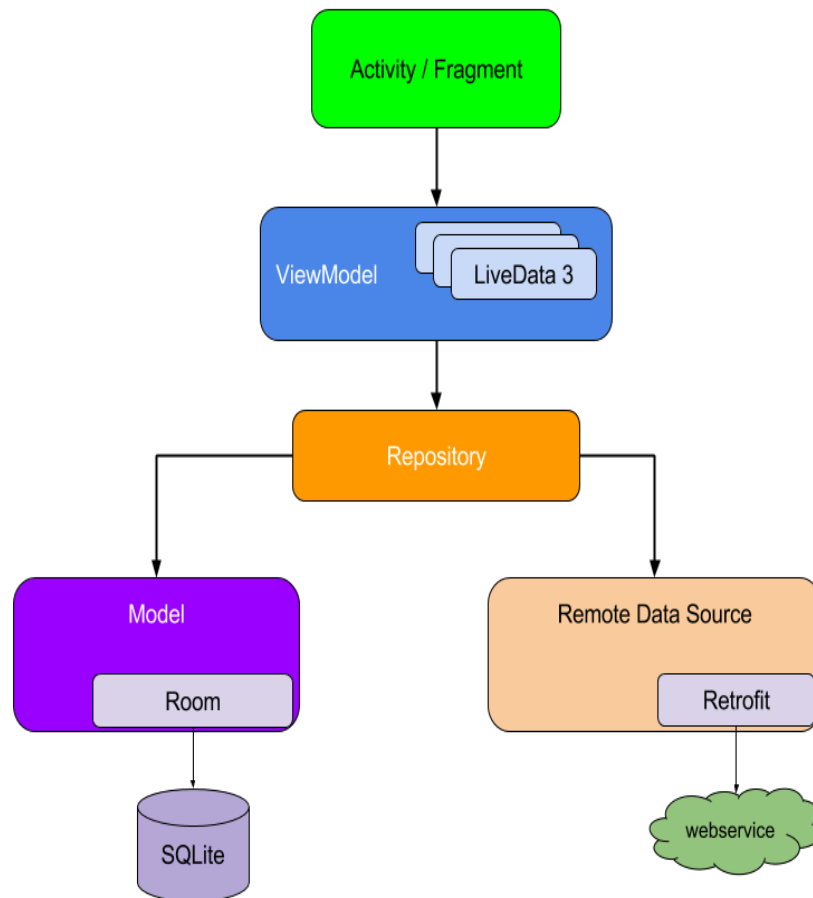 Activity / Fragment
ViewModel
LiveData 3
Repository
Model
Remote Data Source
Room
Retrofit
SQLite
webservice